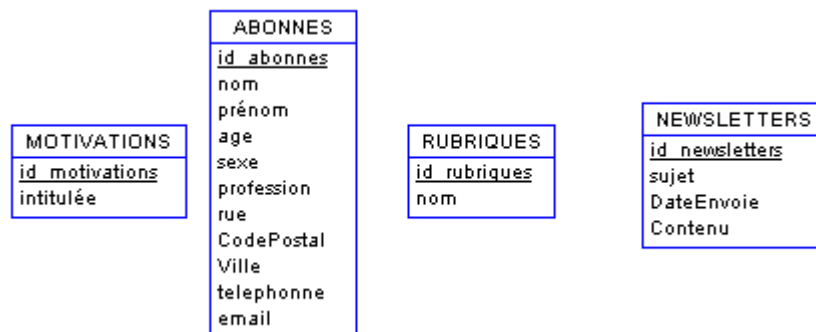 MOTIVATIONS
id_motivations
intitulée
ABONNES
id_abonnes
nom
prénom
age
sexe
profession
rue
CodePostal
Ville
telephonne
email
RUBRIQUES
id_rubriques
nom
NEWSLETTERS
id_newsletters
sujet
DateEnvoie
Contenu